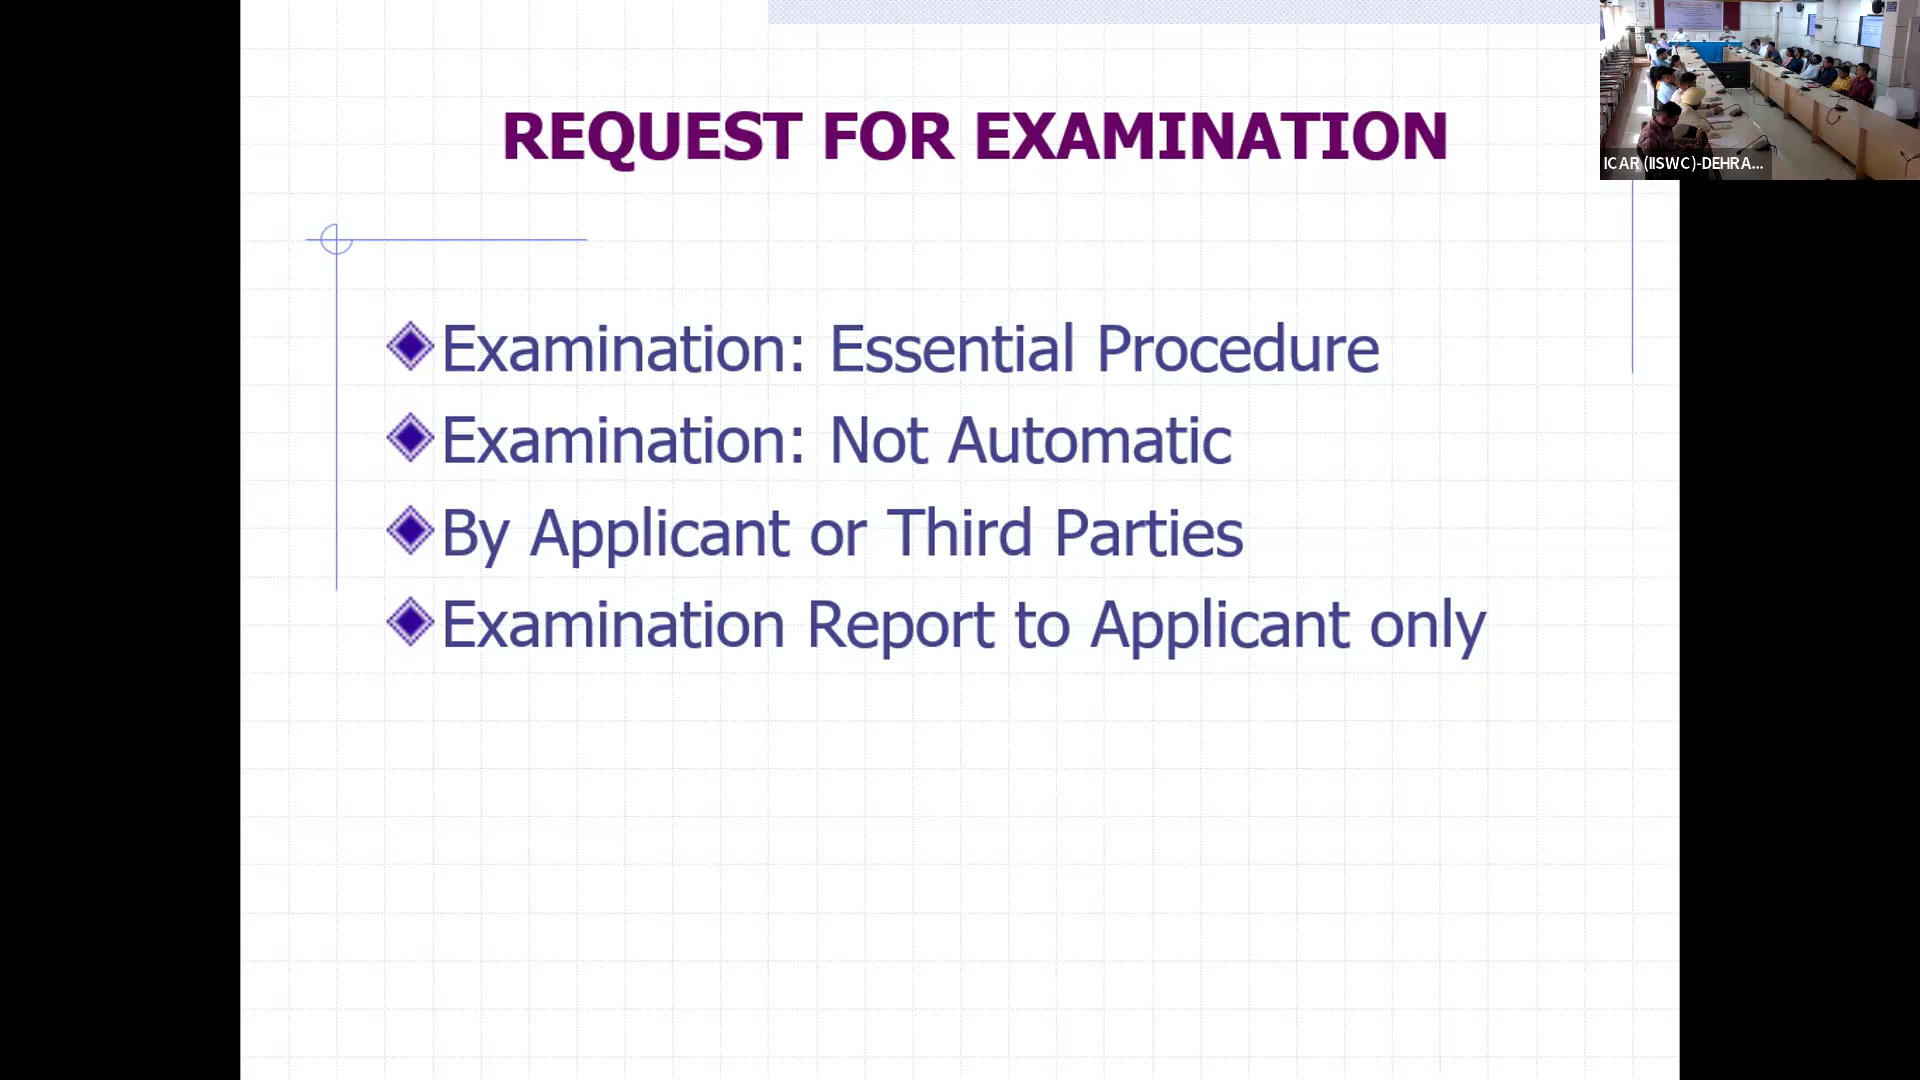 REQUEST FOR EXAMINATION
Examination: Essential Procedure
Examination: Not Automatic
By Applicant or Third Parties
Examination Report to Applicant only
ICAR (IISWC)-DEHRA...